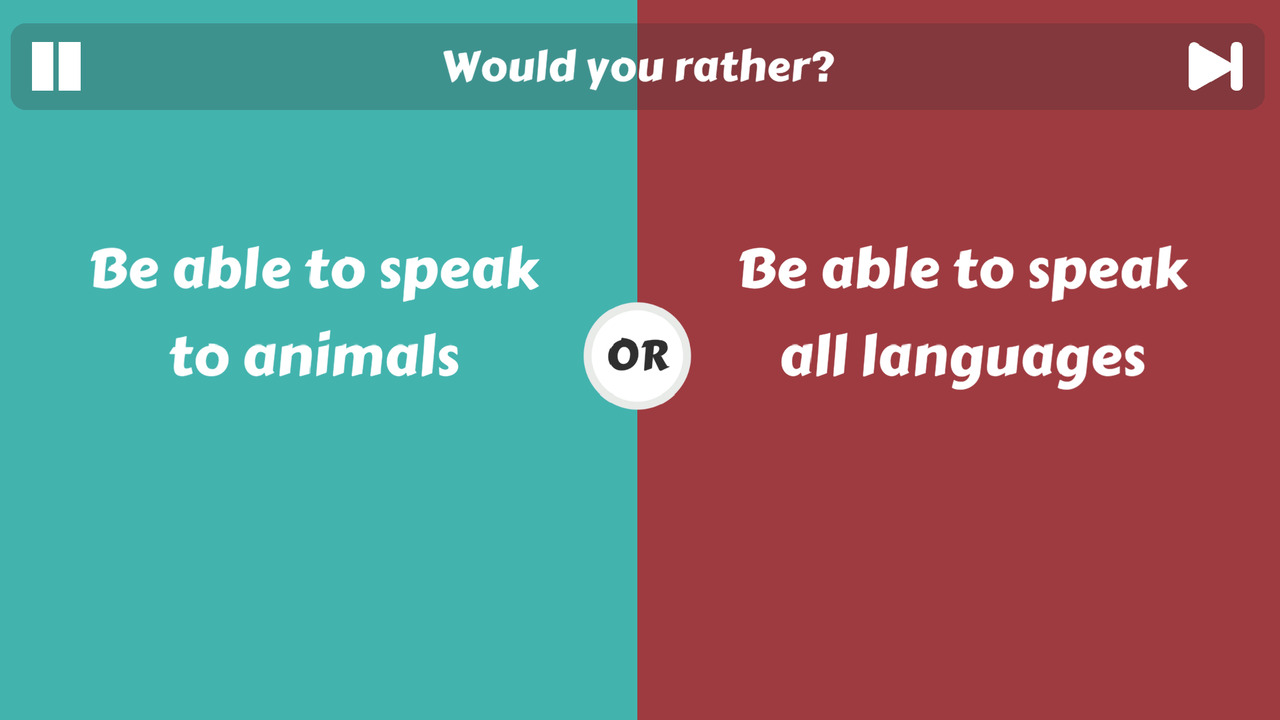 Would you rather?
Be able to speak
to animals
OR
Be able to speak
all languages